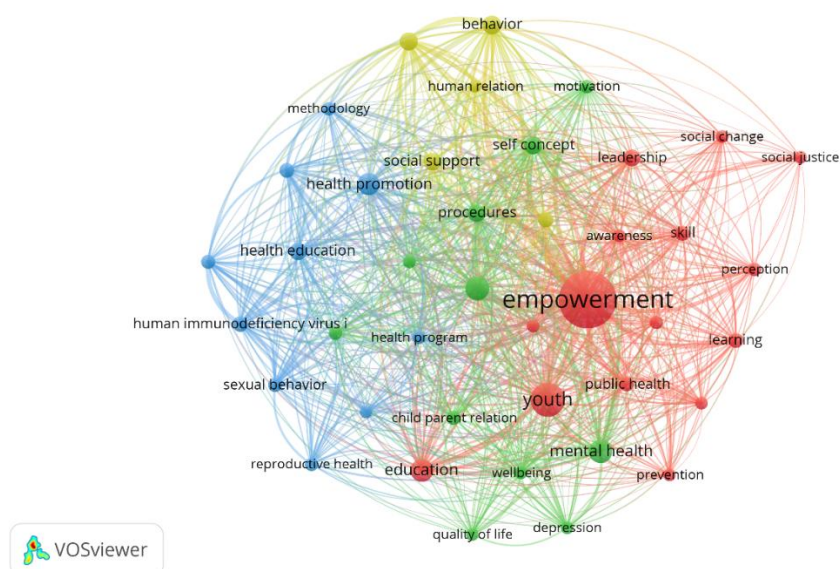 behavior
human relation
motivation
methodology
social change
self concept
social support
leadership
social justice
health promotion
procedures
awareness
skill
health education
perception
empowerment
human immunodeficiency virus i
health program
learning
sexual behavior
public health
youth
child parent relation
mental health
reproductive health
education
wellbeing
prevention
quality of life
depression
VOSviewer